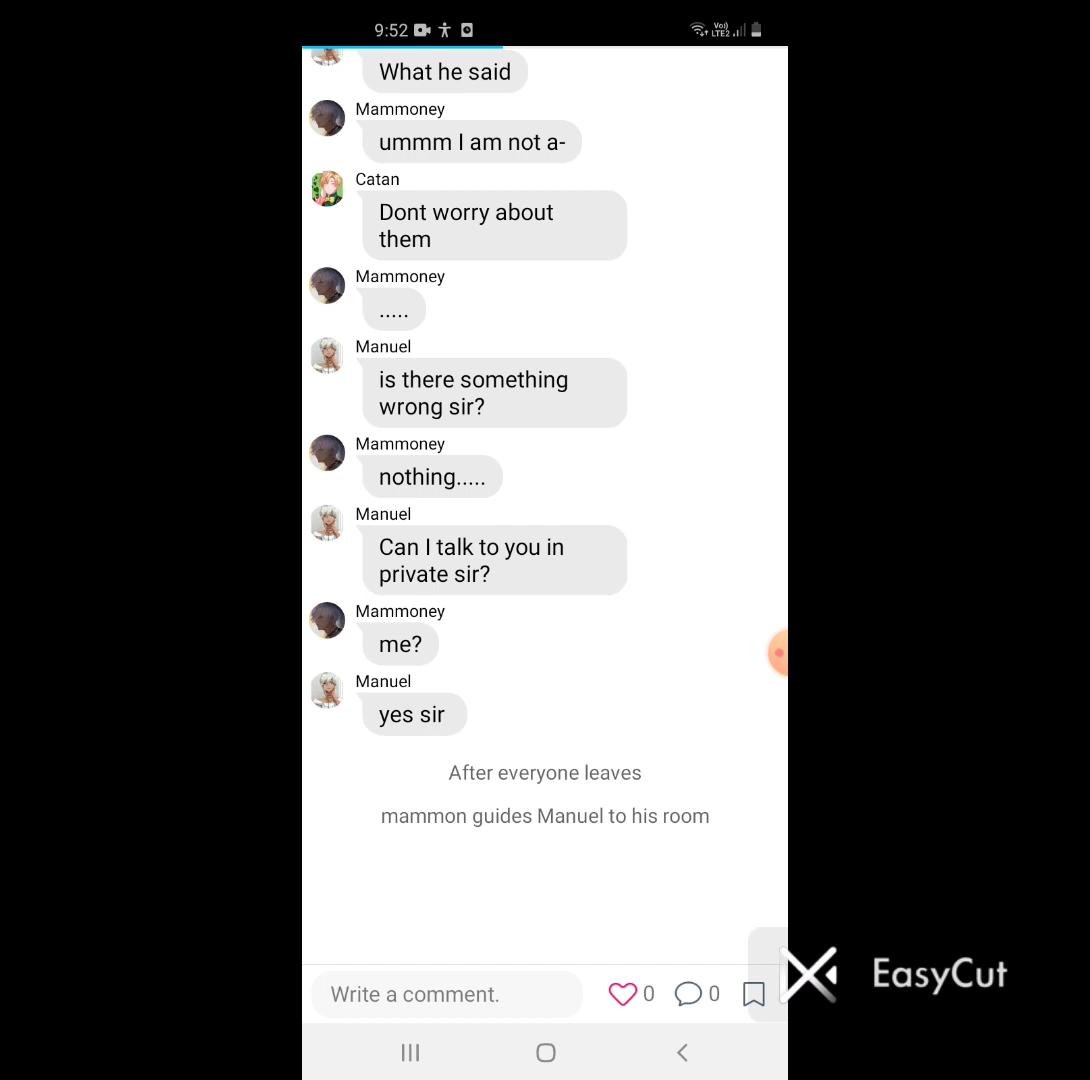 9:52
Vo))
LTE2
What he said
Mammoney
ummm I am not a-
Catan
Dont worry about
them
Mammoney
.....
Manuel
is there something
wrong sir?
Mammoney
nothing.....
Manuel
Can I talk to you in
private sir?
Mammoney
me?
Manuel
yes sir
After everyone leaves
mammon guides Manuel to his room
Write a comment.
0
0
EasyCut